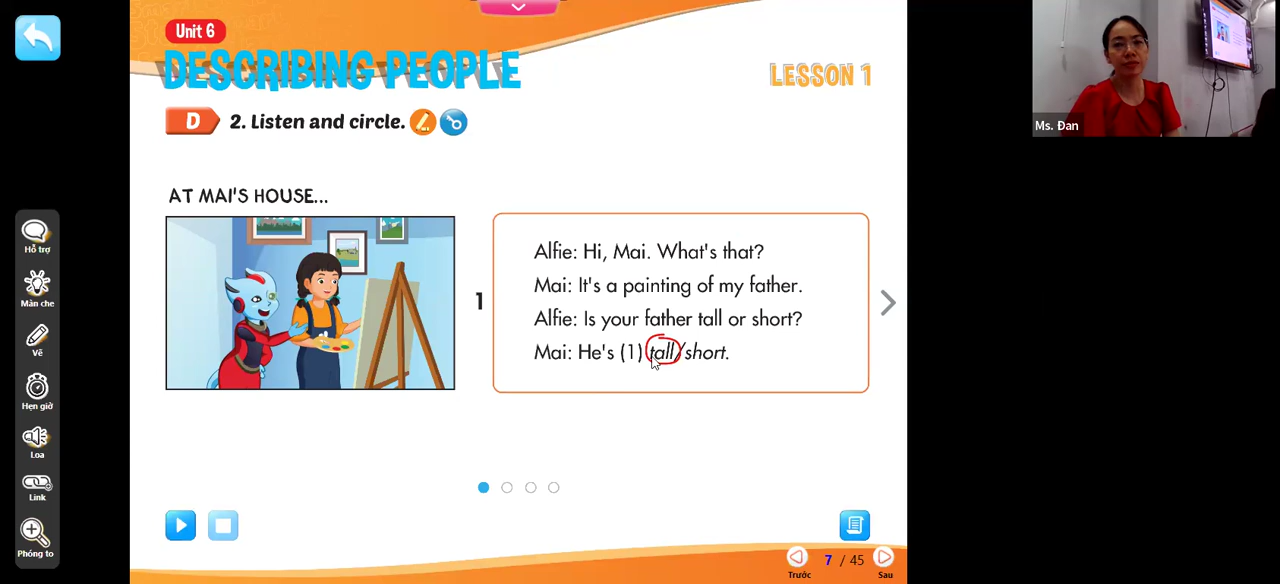 Unit 6
DESCRIBING PEOPLE
LESSON 1
D 2. Listen and circle.
AT MAI'S HOUSE...
1
Alfie: Hi, Mai. What's that?
Mai: It's a painting of my father.
Alfie: Is your father tall or short?
Mai: He's (1) tall/short.
Ms. Đan
Hỗ trợ
Màn che
Vẽ
Hẹn giờ
Loa
Link
Phóng to
7 / 45
Trước
Sau